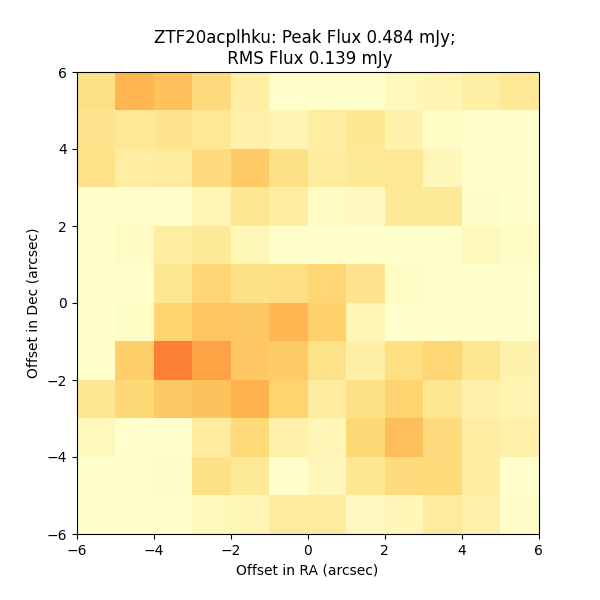 ZTF20acplhku: Peak Flux 0.484 mJy;
RMS Flux 0.139 mJy
6
4
2
0
−2
−4
−6
Offset in Dec (arcsec)
−6 −4 −2 0 2 4 6
Offset in RA (arcsec)